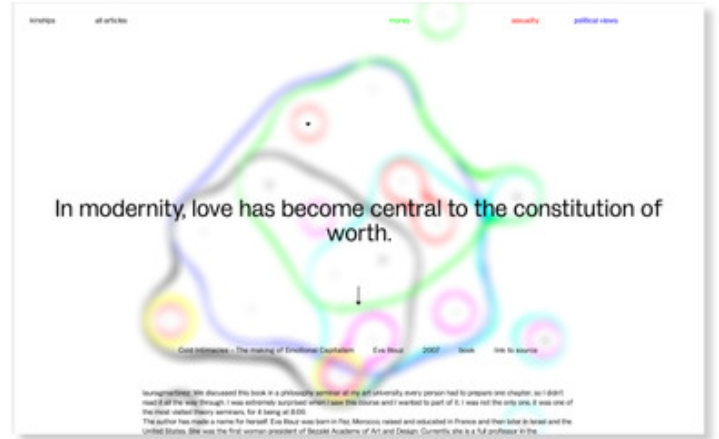 kinships all articles money sexuality political views
In modernity, love has become central to the constitution of
worth.
Cold Intimacies – The making of Emotional Capitalism Eva Illouz 2007 book link to source
lauragmartinez: We discussed this book in a philosophy seminar at my art university, every person had to prepare one chapter, so I didn't
read it all the way through. I was extremely surprised when I saw this course and I wanted to part of it. I was not the only one, it was one of
the most visited theory seminars, for it being at 8:00.
The author has made a name for herself. Eva Illouz was born in Fez, Morocco, raised and educated in France and then later in Israel and the
United States. She was the first woman president of Bezalel Academy of Art and Design. Currently, she is a full professor in the